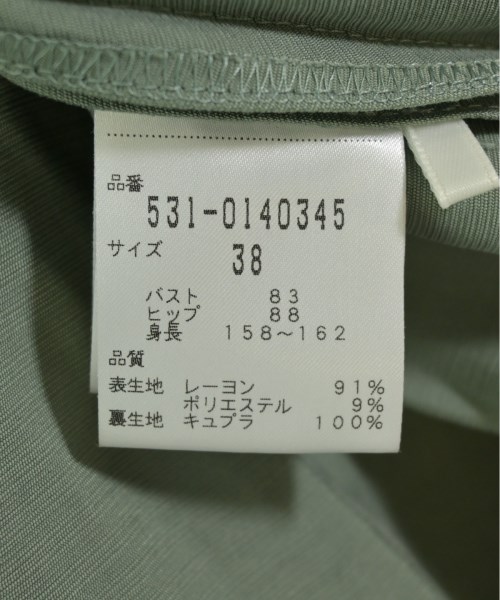 品番
531-0140345
サイズ
38
バスト 83
ヒップ 88
身長 158〜162
品質
表生地 レーヨン 91%
ポリエステル 9%
裏生地 キュプラ 100%